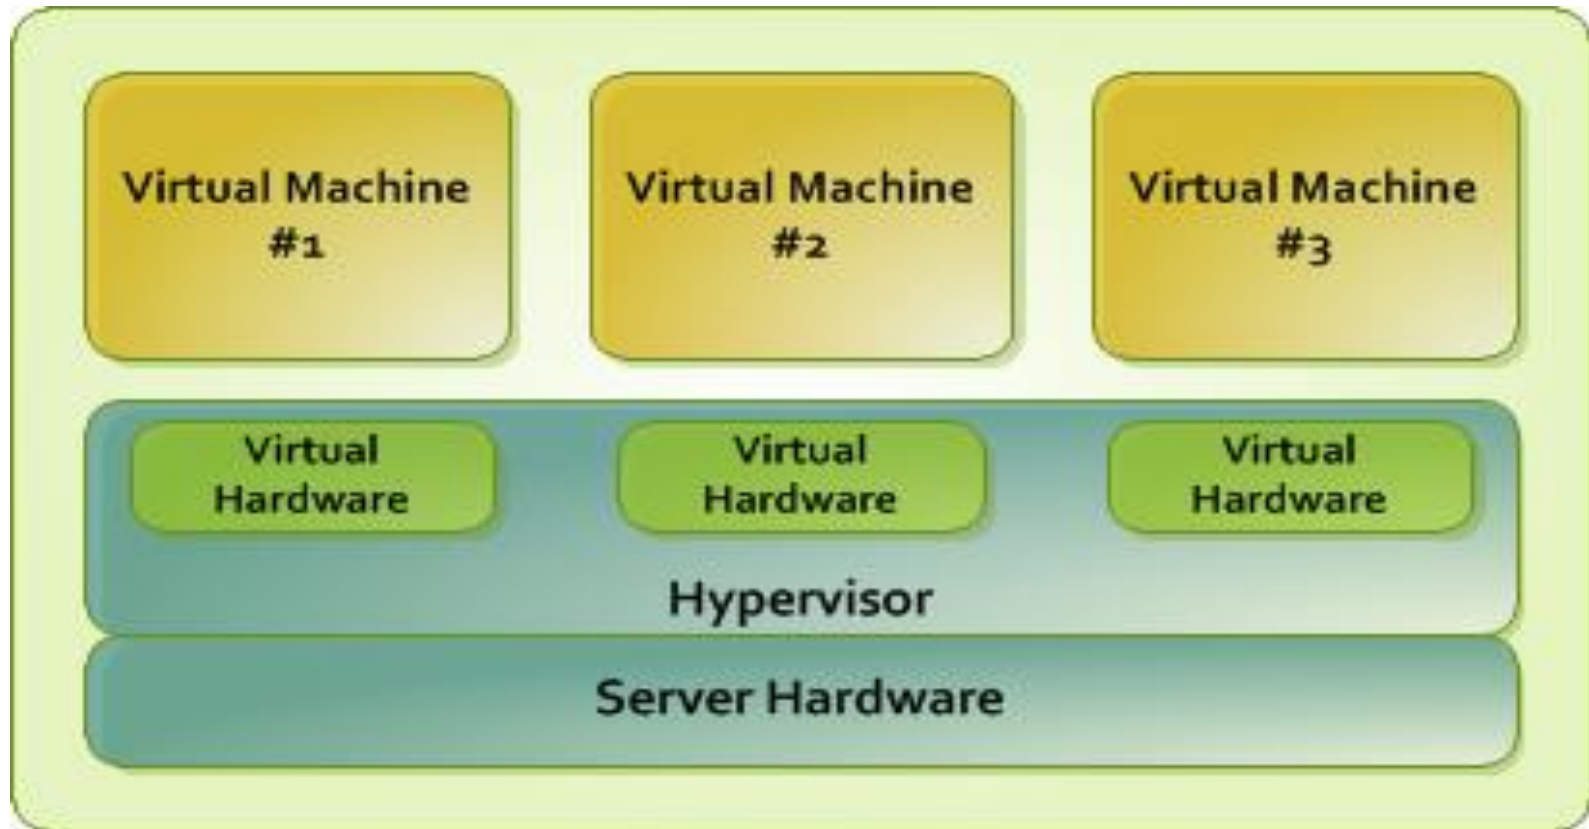 Virtual Machine
#1
Virtual Machine
#2
Virtual Machine
#3
Virtual
Hardware
Virtual
Hardware
Virtual
Hardware
Hypervisor
Server Hardware